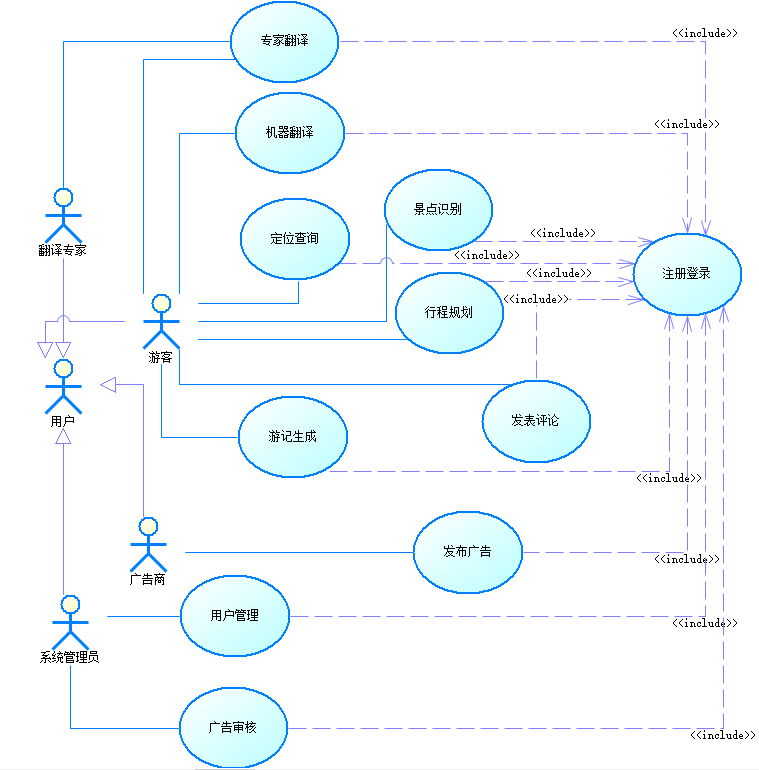 专家翻译
<<include>>
机器翻译
<<include>>
景点识别
翻译专家
定位查询
<<include>>
<<include>>
注册登录
<<include>>
<<include>>
行程规划
游客
用户
发表评论
游记生成
<<include>>
发布广告
<<include>>
广告商
用户管理
<<include>>
系统管理员
广告审核
<<include>>